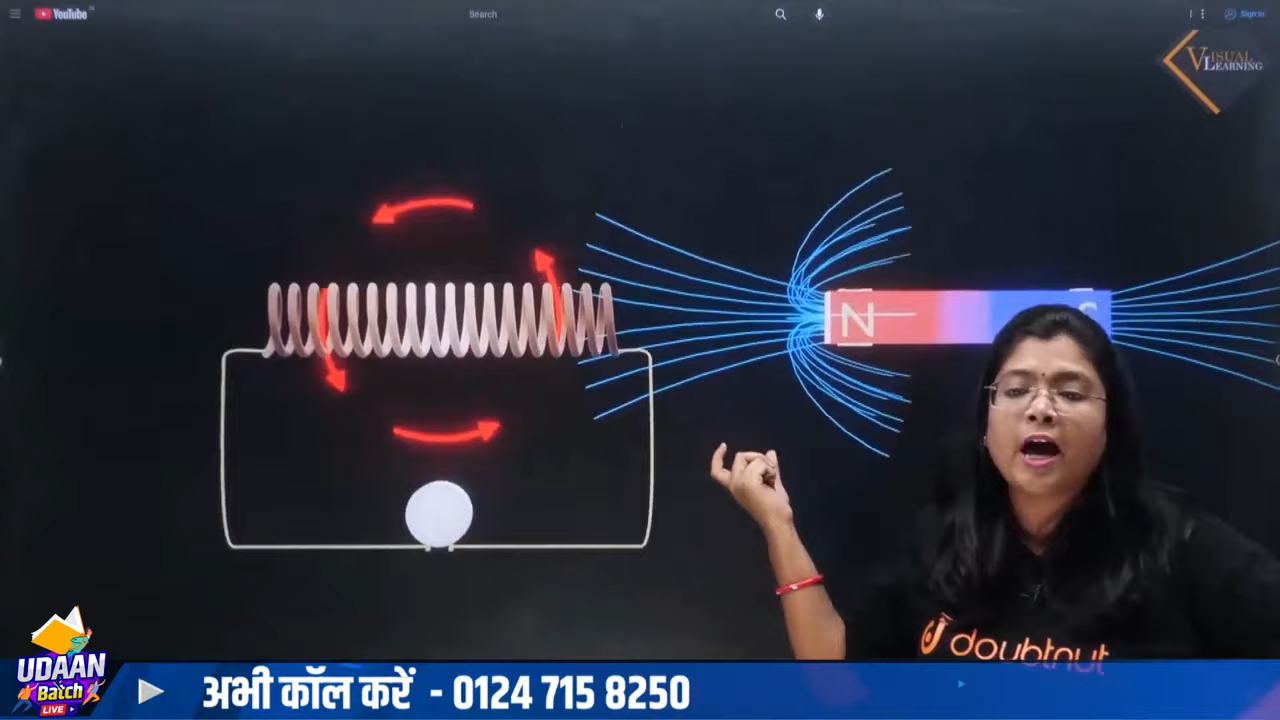 YouTube
Search
Sign in
VISUAL
LEARNING
N
S
doubtnut
UDAAN
Batch
LIVE
अभी कॉल करें - 0124 715 8250